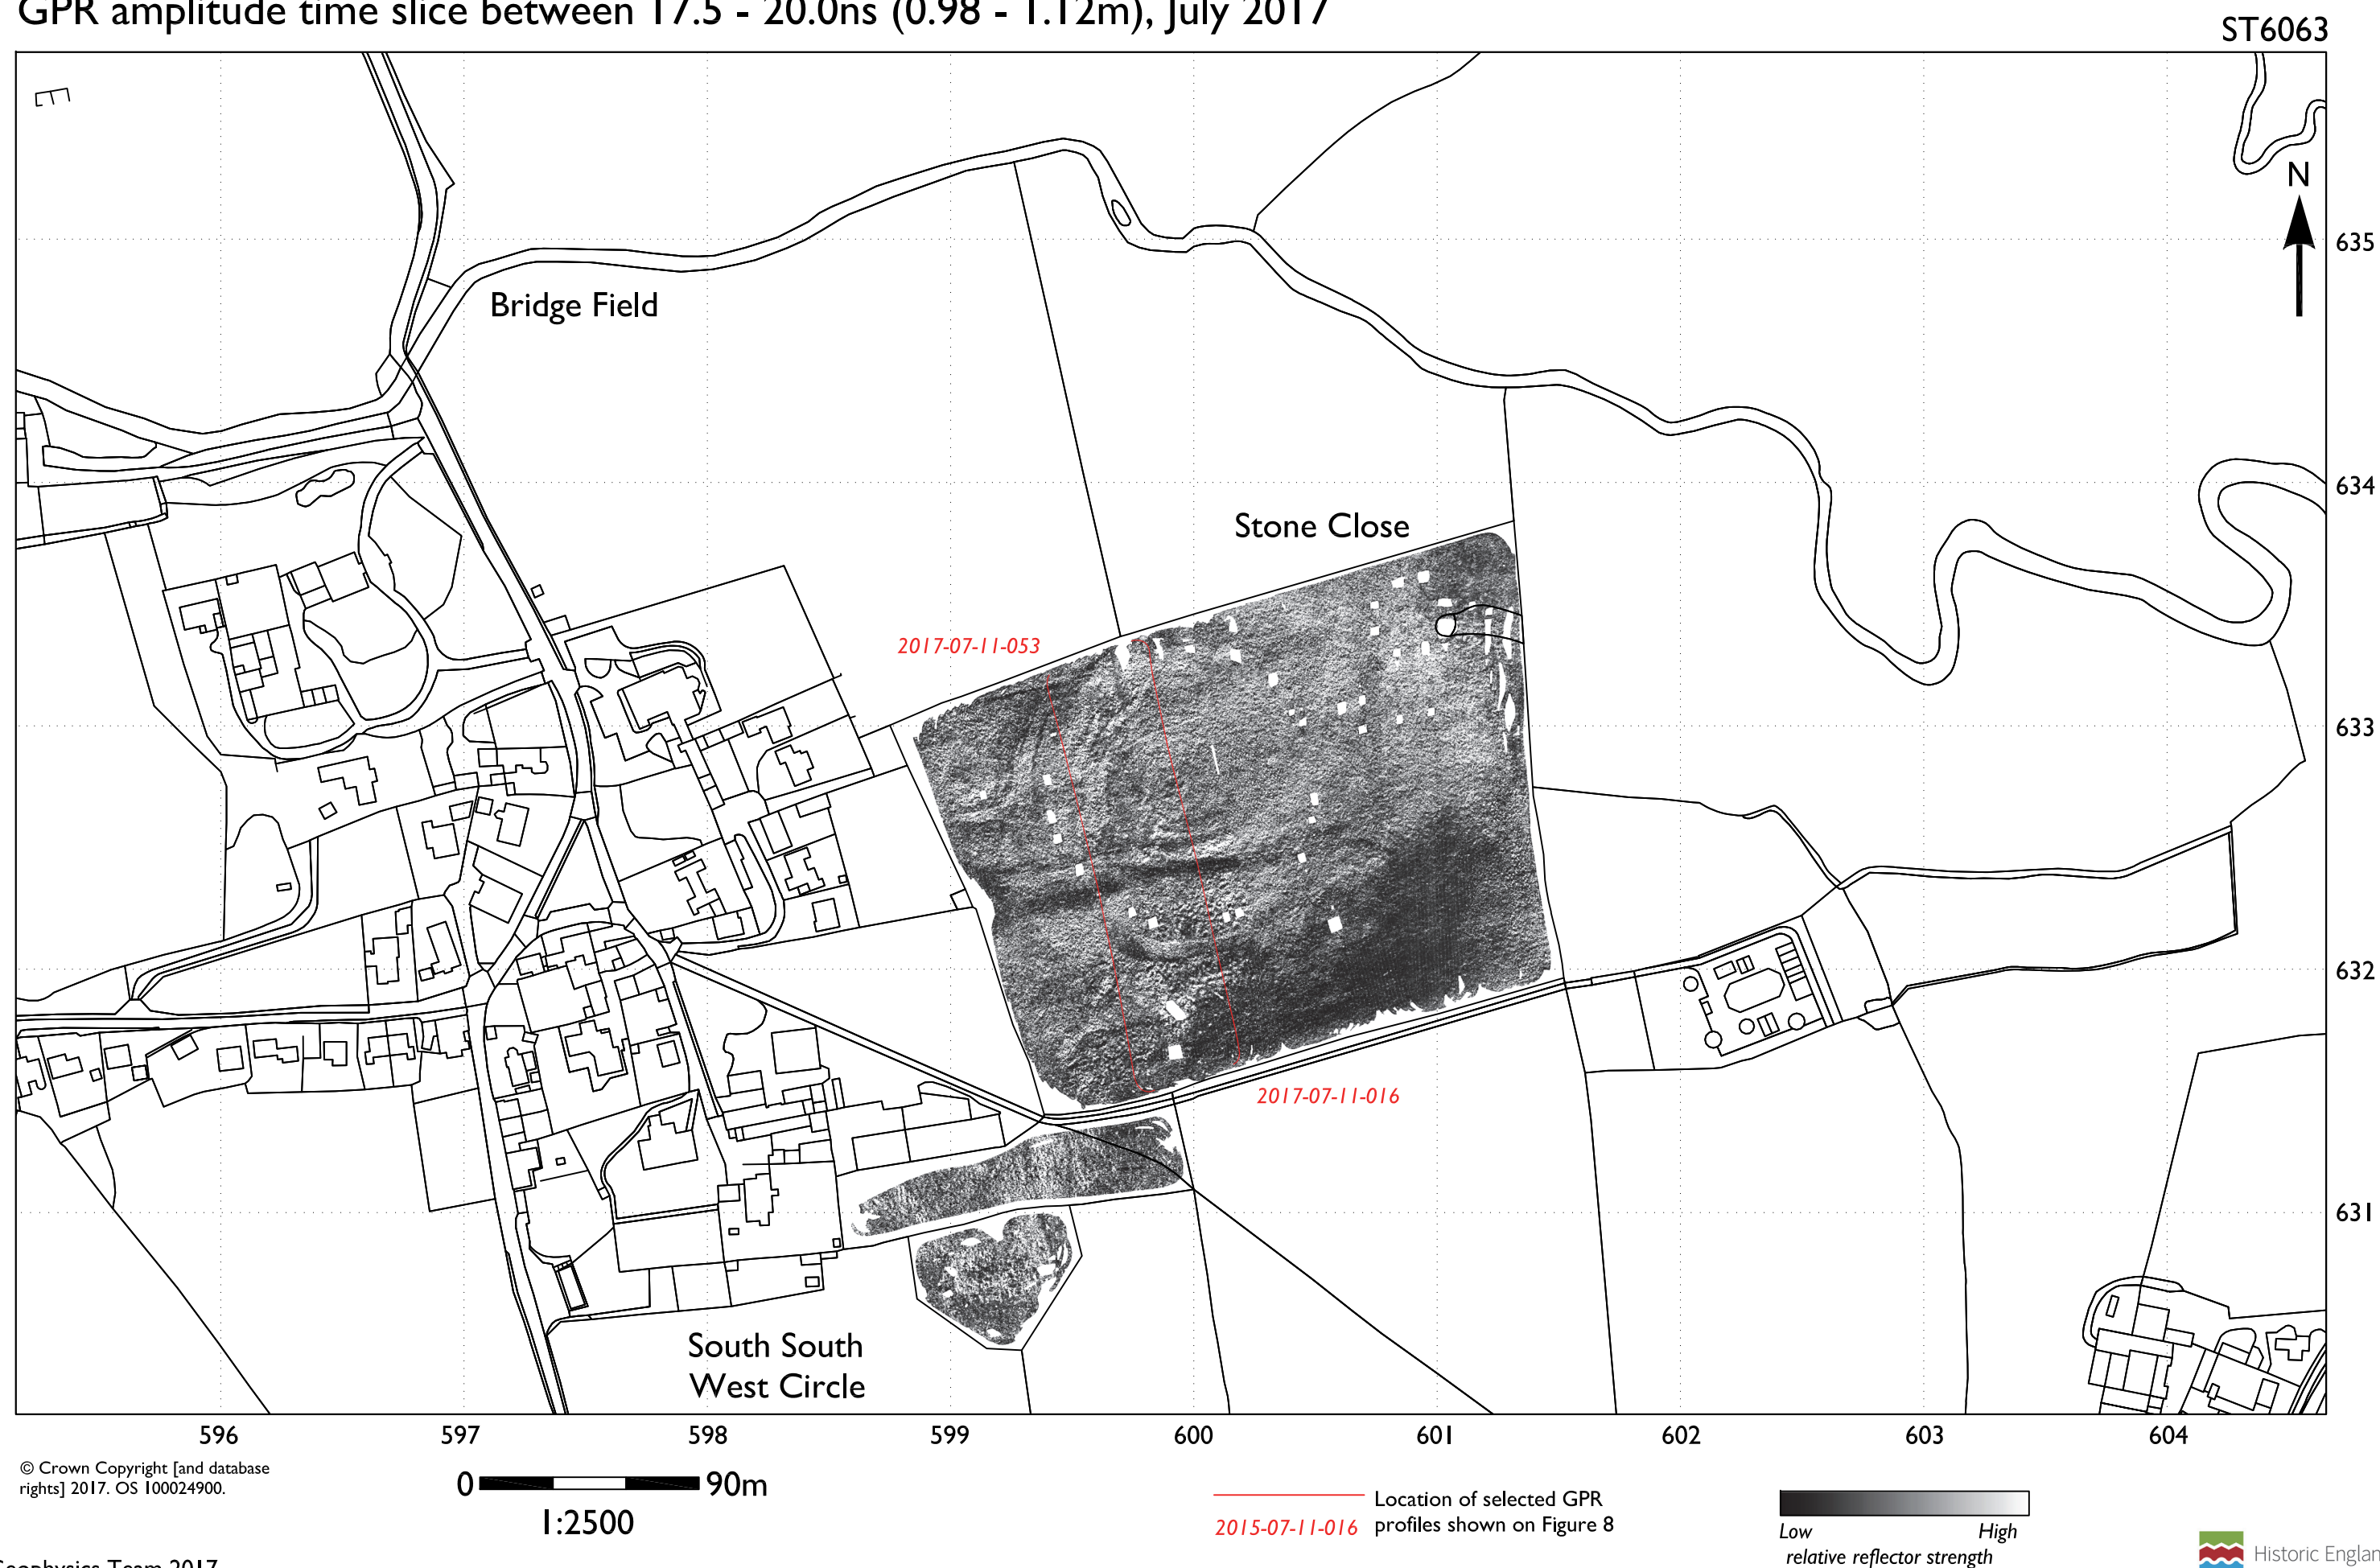 GPR amplitude time slice between 17.5 - 20.0ns (0.98 - 1.12m), July 2017
ST6063
N
635
Bridge Field
634
Stone Close
2017-07-11-053
633
632
2017-07-11-016
631
South South
West Circle
596 597 598 599 600 601 602 603 604
© Crown Copyright [and database
rights] 2017. OS 100024900.
0 90m
1:2500
Location of selected GPR
2015-07-11-016 profiles shown on Figure 8
Low High
relative reflector strength
Geophysics Team 2017
Historic Englan